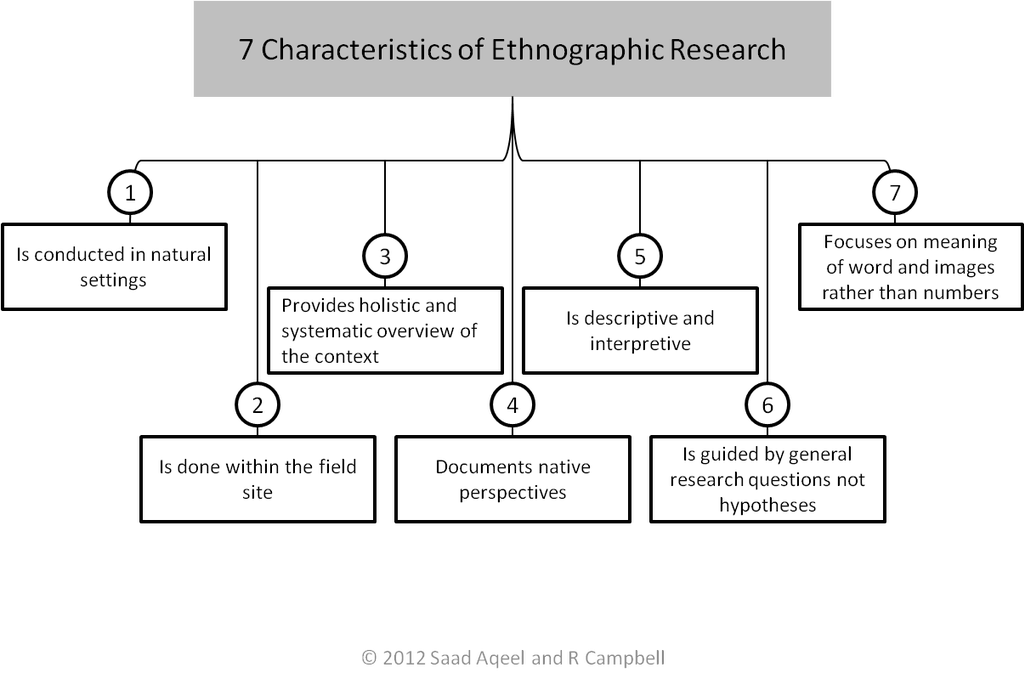 7 Characteristics of Ethnographic Research
1
Is conducted in natural
settings
2
Is done within the field
site
3
Provides holistic and
systematic overview of
the context
4
Documents native
perspectives
5
Is descriptive and
interpretive
6
Is guided by general
research questions not
hypotheses
7
Focuses on meaning
of word and images
rather than numbers
© 2012 Saad Aqeel and R Campbell